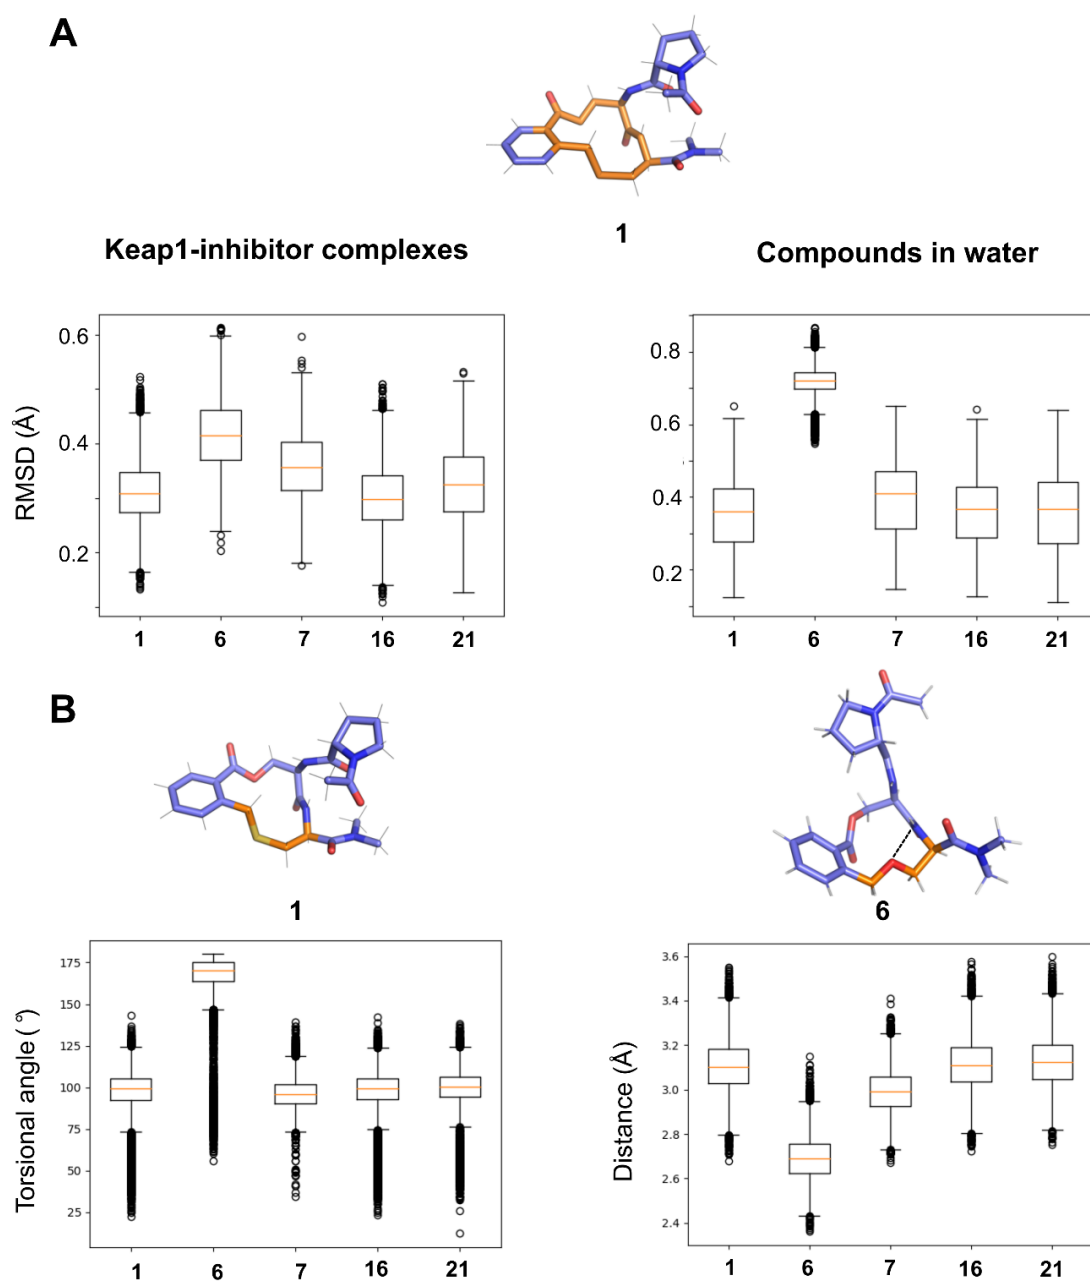 A
1
Keap1-inhibitor complexes
Compounds in water
RMSD (Å)
0.6
0.4
0.2
1 6 7 16 21
0.8
0.6
0.4
0.2
1 6 7 16 21
B
1
6
Torsional angle ( °)
175
150
125
100
75
50
25
1 6 7 16 21
Distance (Å)
3.6
3.4
3.2
3.0
2.8
2.6
2.4
1 6 7 16 21